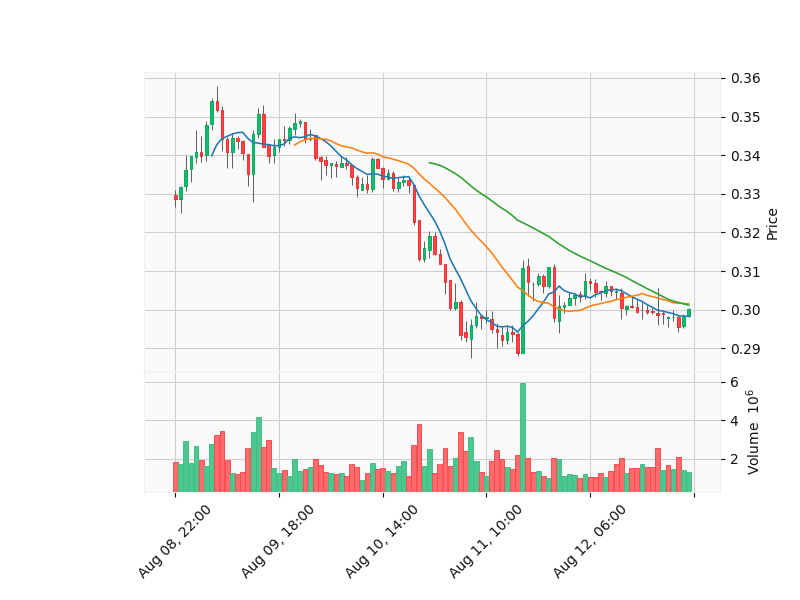 0.36
0.35
0.34
0.33
0.32
0.31
0.30
0.29
Price
6
4
2
Volume 10^6
Aug 08, 22:00
Aug 09, 18:00
Aug 10, 14:00
Aug 11, 10:00
Aug 12, 06:00